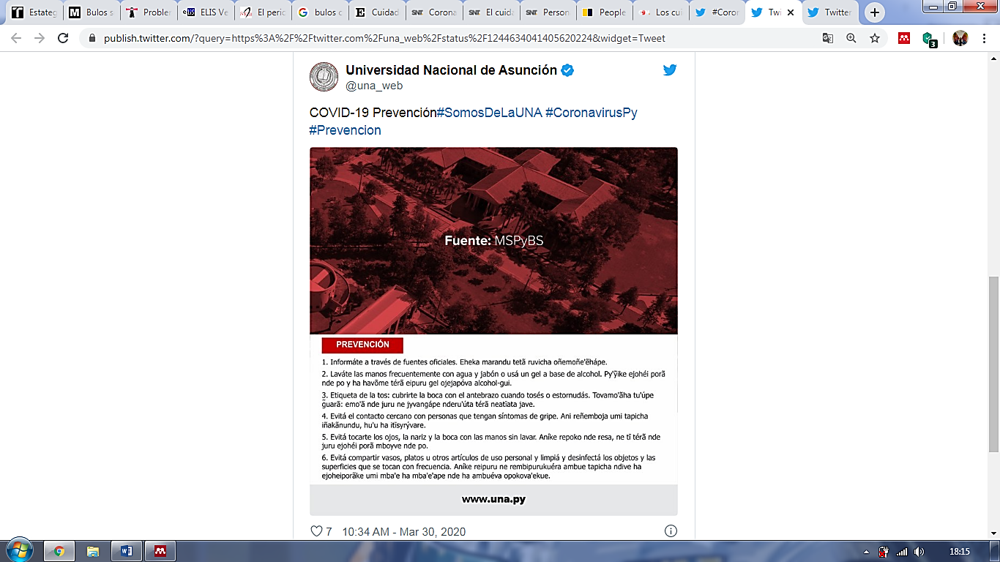 Estateg
Bulos s
Probler
ELIS Ve
El peric
bulos c
Cuidad
Corona
El cuida
Person
People
Los cui
#Coror
Twi
Twitter
publish.twitter.com/?query=https%3A%2F%2Ftwitter.com%2Funa_web%2Fstatus%2F1244634041405620224&widget=Tweet
3
Universidad Nacional de Asunción
@una_web
COVID-19 Prevención#SomosDeLaUNA #CoronavirusPy
#Prevencion
Fuente: MSPyBS
PREVENCIÓN
1. Informáte a través de fuentes oficiales. Eheka marandu tetã ruvicha oñemoñe'ẽhápe.
2. Laváte las manos frecuentemente con agua y jabón o usá un gel a base de alcohol. Py'ỹike ejohéi porã
nde po y ha havõme térã eipuru gel ojejapóva alcohol-gui.
3. Etiqueta de la tos: cubrirte la boca con el antebrazo cuando tosés o estornudás. Tovamo'ãha tu'úpe
g̃uarã: emo'ã nde juru ne jyvangápe nderu'úta térã neatĩata jave.
4. Evitá el contacto cercano con personas que tengan síntomas de gripe. Ani reñemboja umi tapicha
iñakãnundu, hu'u ha itĩsyrývare.
5. Evitá tocarte los ojos, la nariz y la boca con las manos sin lavar. Aníke repoko nde resa, ne tĩ térã nde
juru ejohéi porã mboyve nde po.
6. Evitá compartir vasos, platos u otros artículos de uso personal y limpiá y desinfectá los objetos y las
superficies que se tocan con frecuencia. Aníke reipuru ne rembipurukuéra ambue tapicha ndive ha
ejoheiporãke umi mba'e ha mba'e'ape nde ha ambuéva opokova'ekue.
www.una.py
7 10:34 AM - Mar 30, 2020
18:15